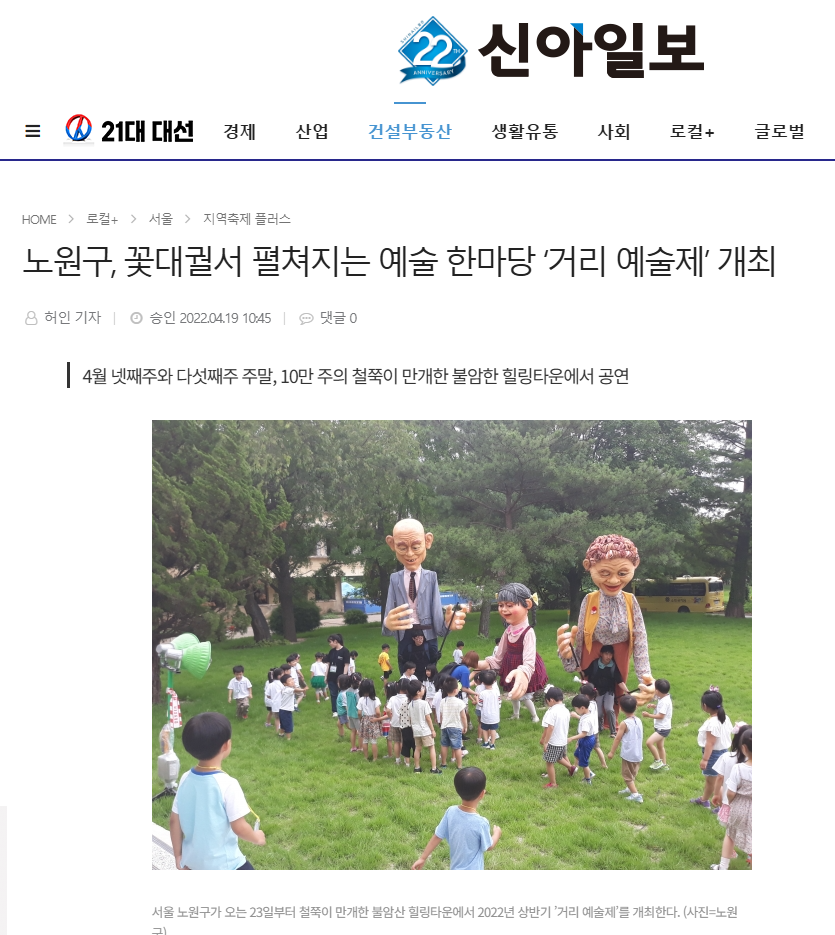 22TH
ANNIVERSARY
신아일보
21대 대선 경제 산업 건설부동산 생활유통 사회 로컬+ 글로벌
HOME 로컬+ 서울 지역축제 플러스
노원구, 꽃대궐서 펼쳐지는 예술 한마당 ‘거리 예술제’ 개최
허인 기자 | 승인 2022.04.19 10:45 | 댓글 0
4월 넷째주와 다섯째주 주말, 10만 주의 철쭉이 만개한 불암한 힐링타운에서 공연
서울 노원구가 오는 23일부터 철쭉이 만개한 불암산 힐링타운에서 2022년 상반기 '거리 예술제'를 개최한다. (사진=노원
구)